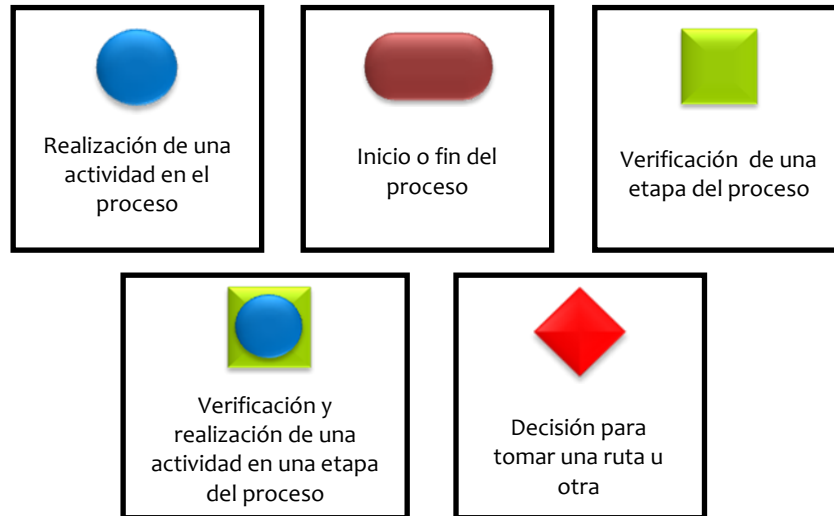 Realización de una
actividad en el
proceso
Inicio o fin del
proceso
Verificación de una
etapa del proceso
Verificación y
realización de una
actividad en una etapa
del proceso
Decisión para
tomar una ruta u
otra